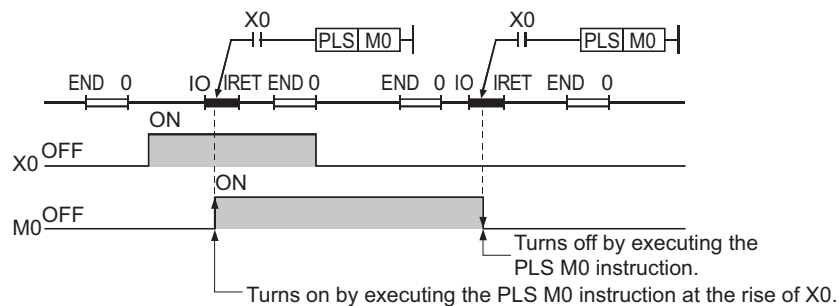 X0 X0
PLS M0 PLS M0
END 0 IO IRET END 0 END 0 IO IRET END 0
ON
X0 OFF
ON
M0 OFF
Turns off by executing the
PLS M0 instruction.
Turns on by executing the PLS M0 instruction at the rise of X0.